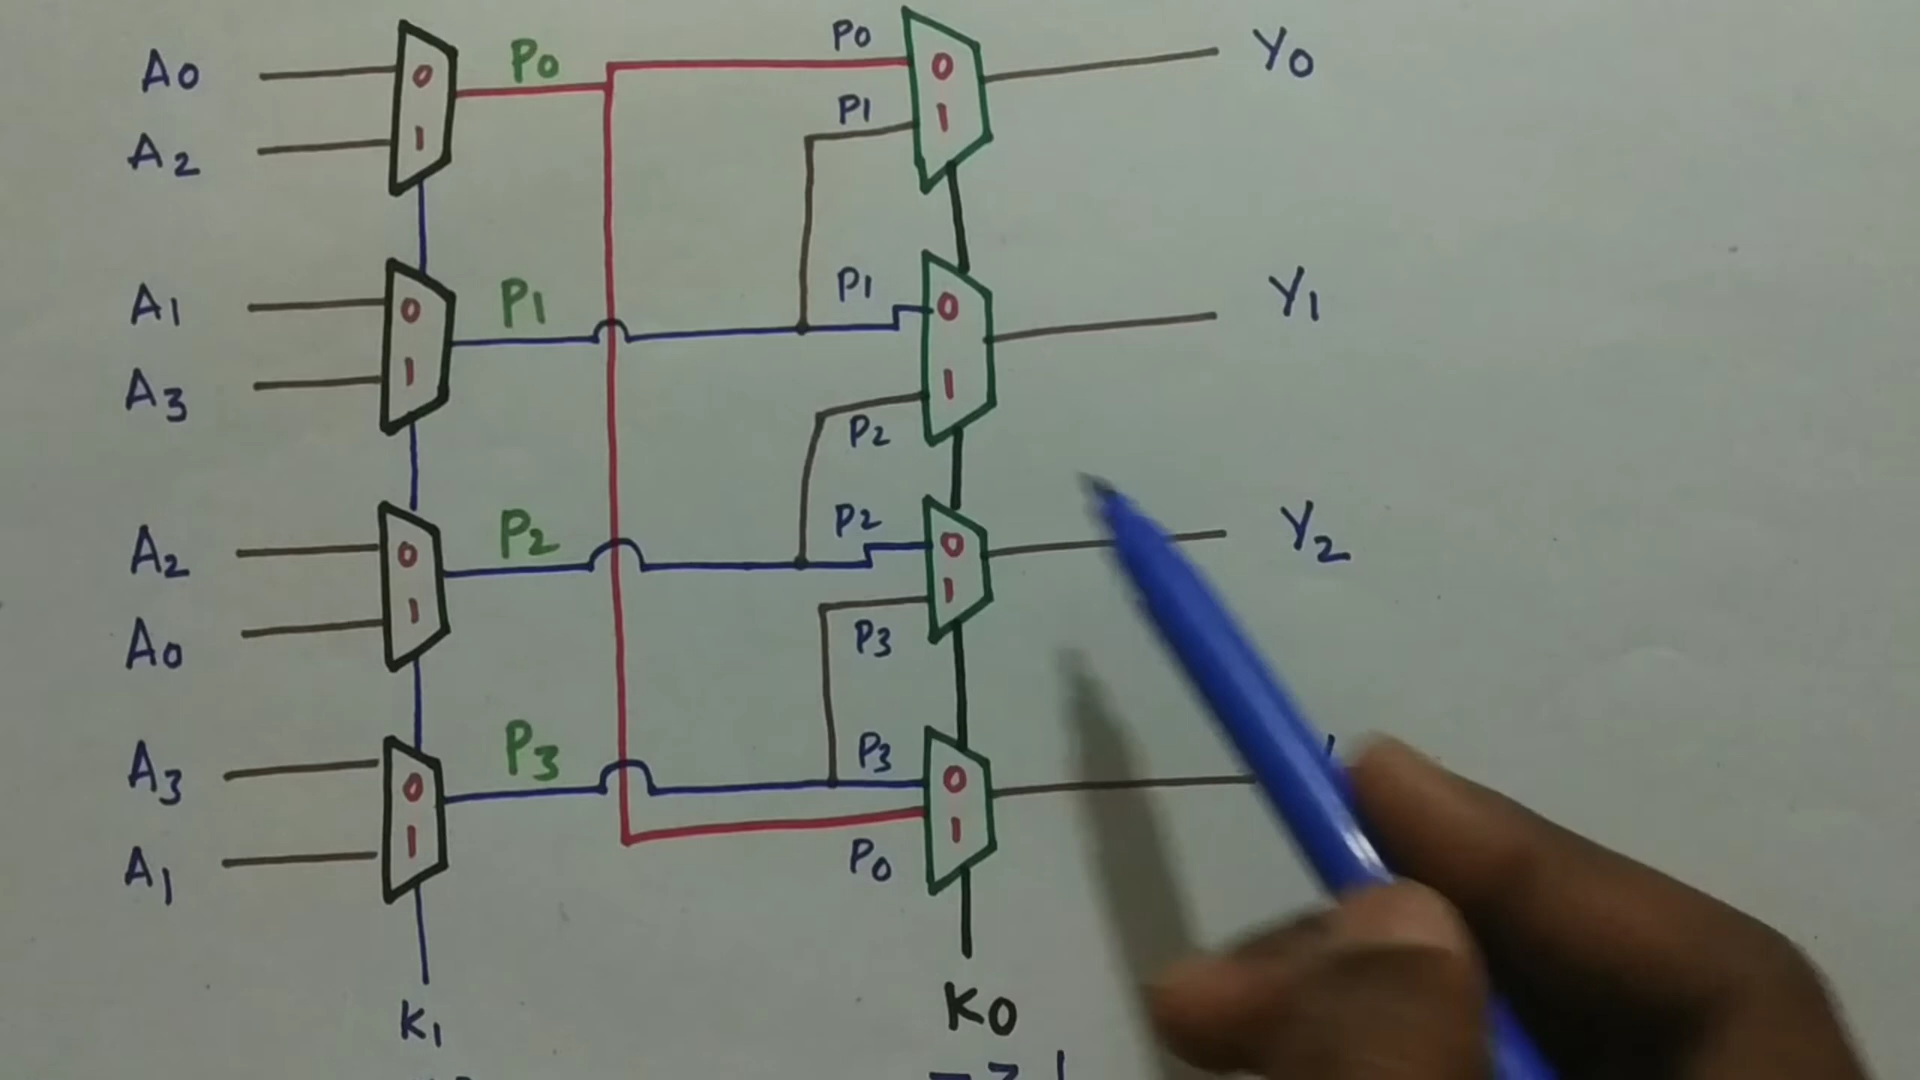 A0 0 P0 P0 0 Y0
A2 1 P1 1
A1 0 P1 P1 0 Y1
A3 1 P2 1
A2 0 P2 P2 0 Y2
A0 1 P3 1
A3 0 P3 P3 0
A1 1 P0 1
K1 K0